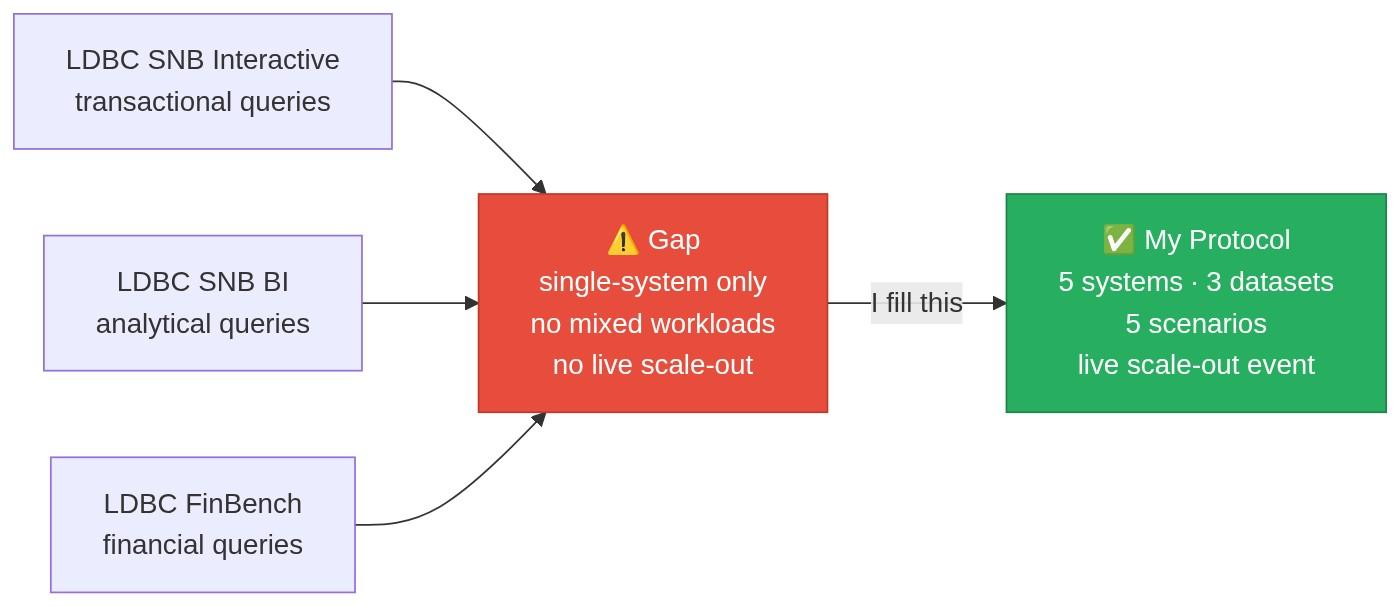 LDBC SNB Interactive
transactional queries
LDBC SNB BI
analytical queries
LDBC FinBench
financial queries
⚠️ Gap
single-system only
no mixed workloads
no live scale-out
I fill this
✅ My Protocol
5 systems · 3 datasets
5 scenarios
live scale-out event